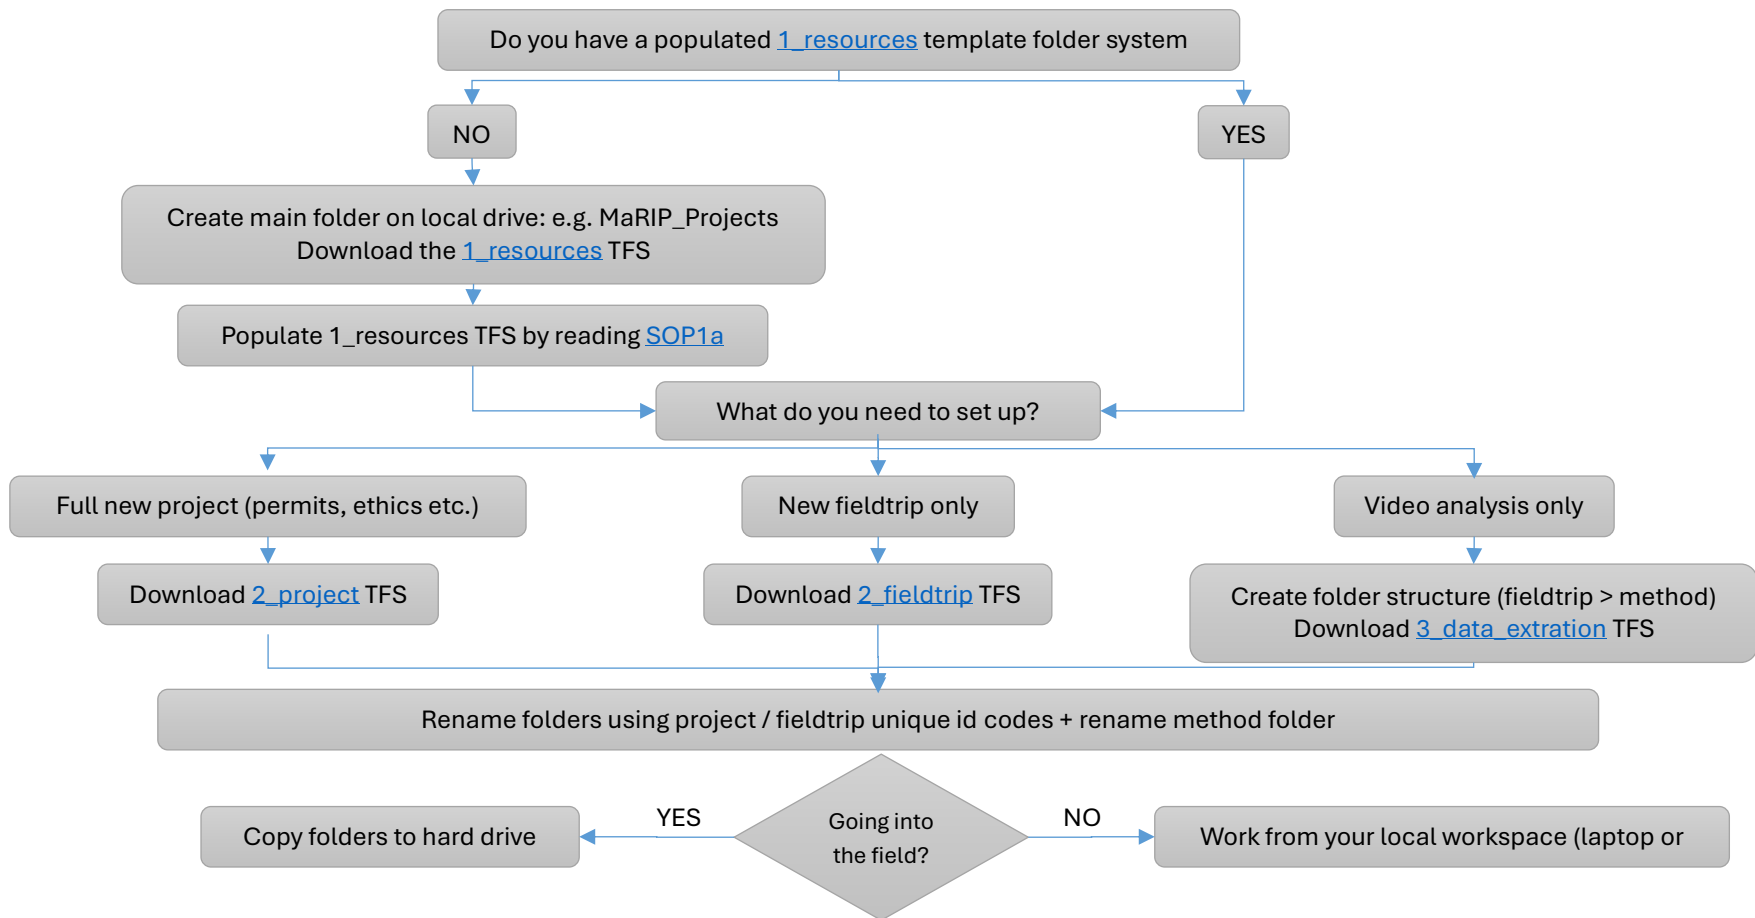 Do you have a populated 1_resources template folder system
NO
YES
Create main folder on local drive: e.g. MaRIP_Projects
Download the 1_resources TFS
Populate 1_resources TFS by reading SOP1a
What do you need to set up?
Full new project (permits, ethics etc.)
New fieldtrip only
Video analysis only
Download 2_project TFS
Download 2_fieldtrip TFS
Create folder structure (fieldtrip > method)
Download 3_data_extration TFS
Rename folders using project / fieldtrip unique id codes + rename method folder
YES
NO
Copy folders to hard drive
Going into
the field?
Work from your local workspace (laptop or